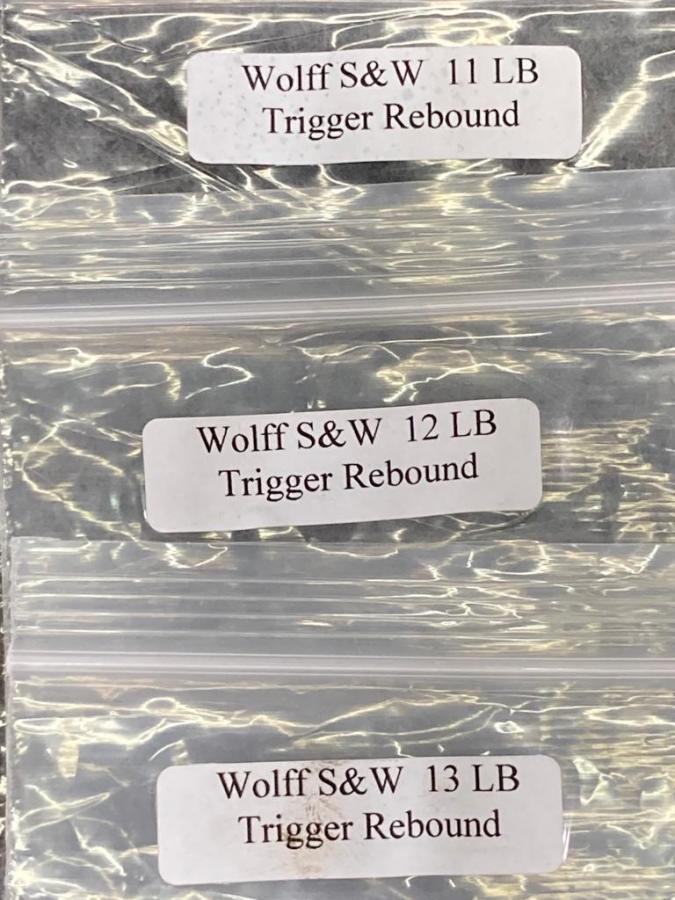 Wolff S&W 11 LB
Trigger Rebound
Wolff S&W 12 LB
Trigger Rebound
Wolff S&W 13 LB
Trigger Rebound